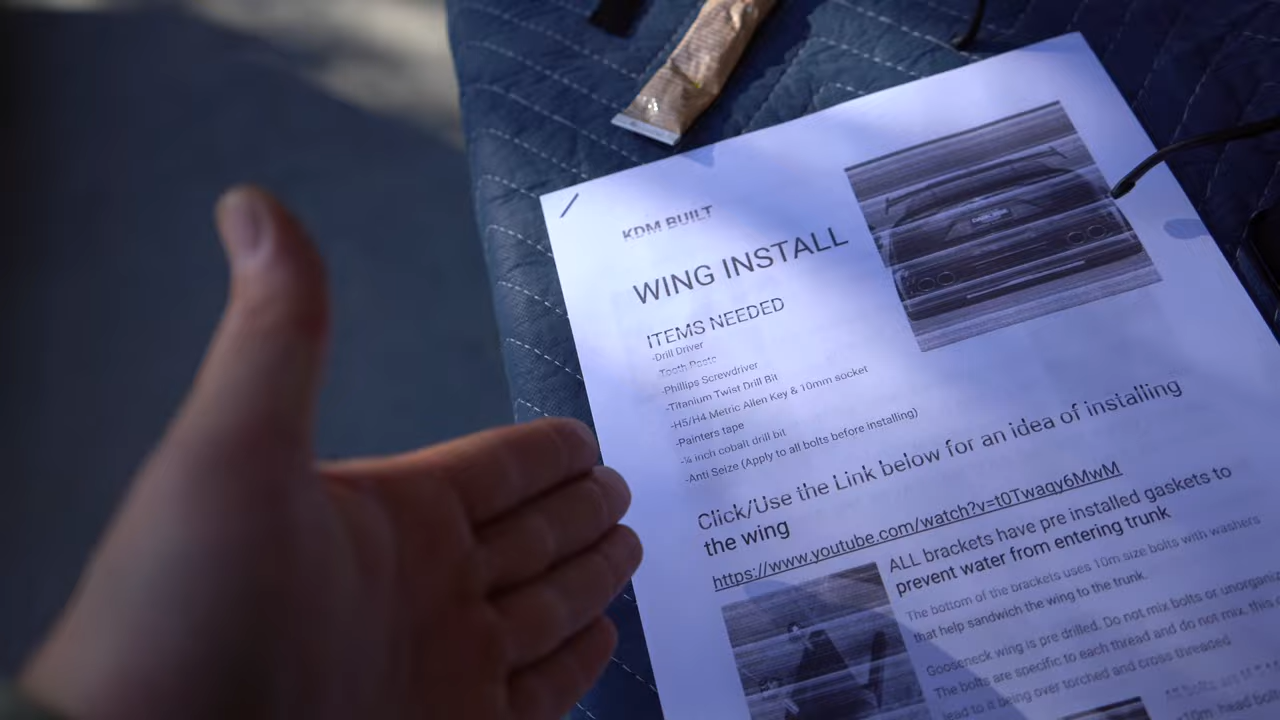 KDM BUILT
WING INSTALL
ITEMS NEEDED
-Drill Driver
-Tooth Paste
-Phillips Screwdriver
-Titanium Twist Drill Bit
-H5/H4 Metric Allen Key & 10mm socket
-Painters tape
-¼ inch cobalt drill bit
-Anti Seize (Apply to all bolts before installing)
Click/Use the Link below for an idea of installing
the wing
https://www.youtube.com/watch?v=t0Twaqy6MwM
ALL brackets have pre installed gaskets to
prevent water from entering trunk
The bottom of the brackets uses 10m size bolts with washers
that help sandwich the wing to the trunk.
Gooseneck wing is pre drilled. Do not mix bolts or
The bolts are specific to each thread and do not mix. this
lead to it being over torched and cross threaded